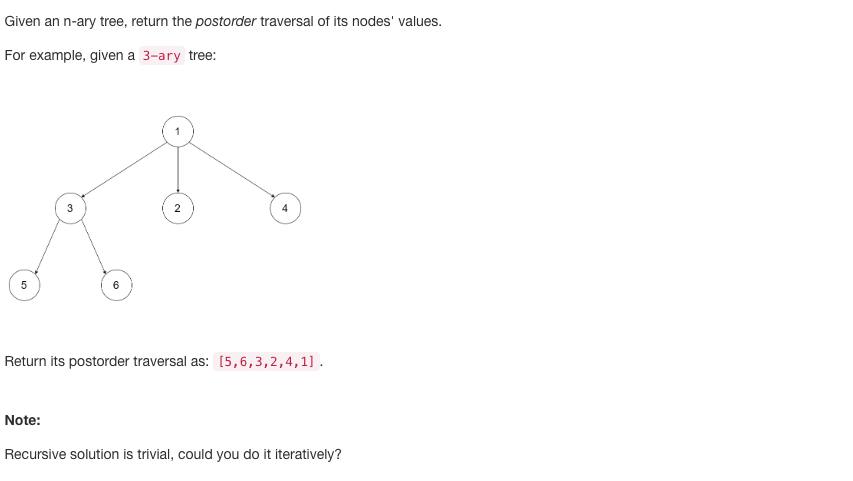 Given an n-ary tree, return the postorder traversal of its nodes' values.
For example, given a 3-ary tree:
1
3 2 4
5 6
Return its postorder traversal as: [5,6,3,2,4,1].
Note:
Recursive solution is trivial, could you do it iteratively?